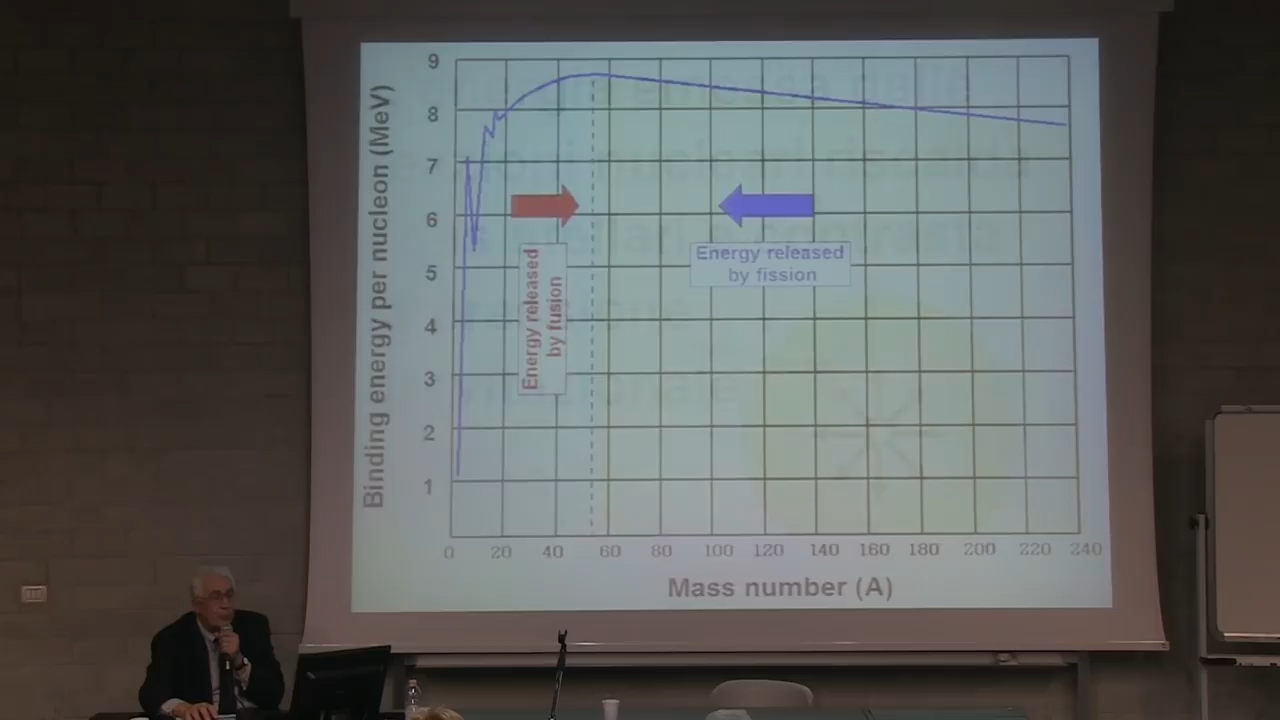 Binding energy per nucleon (MeV)
9
8
7
6
5
4
3
2
1
Energy released
by fusion
Energy released
by fission
0 20 40 60 80 100 120 140 160 180 200 220 240
Mass number (A)